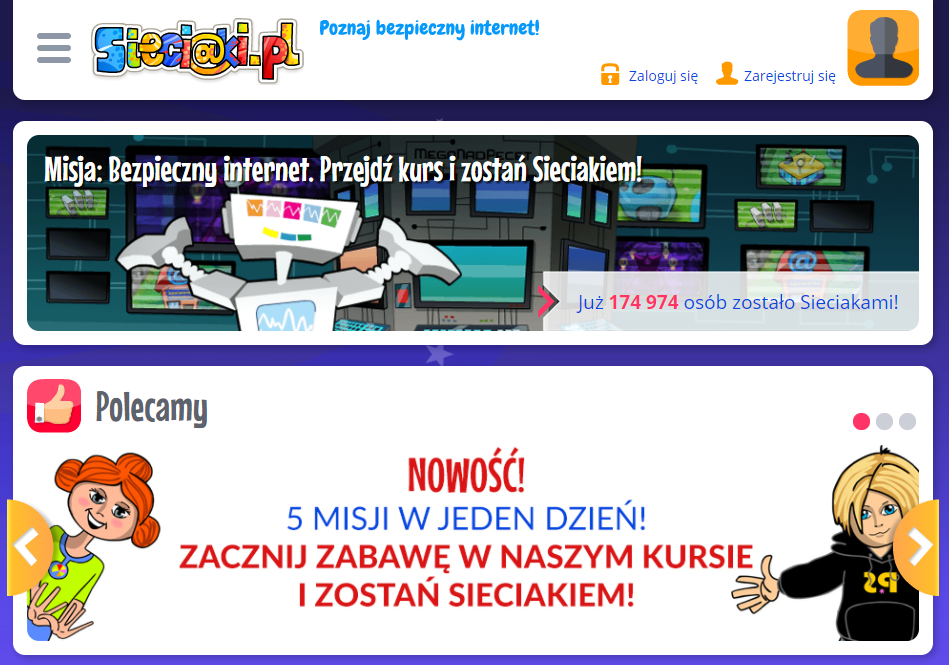 Sieci@ki.pl
Poznaj bezpieczny internet!
Zaloguj się
Zarejestruj się
MegaNadRecet
Misja: Bezpieczny internet. Przejdź kurs i zostań Sieciakiem!
Już 174 974 osób zostało Sieciakami!
Polecamy
NOWOŚĆ!
5 MISJI W JEDEN DZIEŃ!
ZACZNIJ ZABAWĘ W NASZYM KURSIE
I ZOSTAŃ SIECIAKIEM!